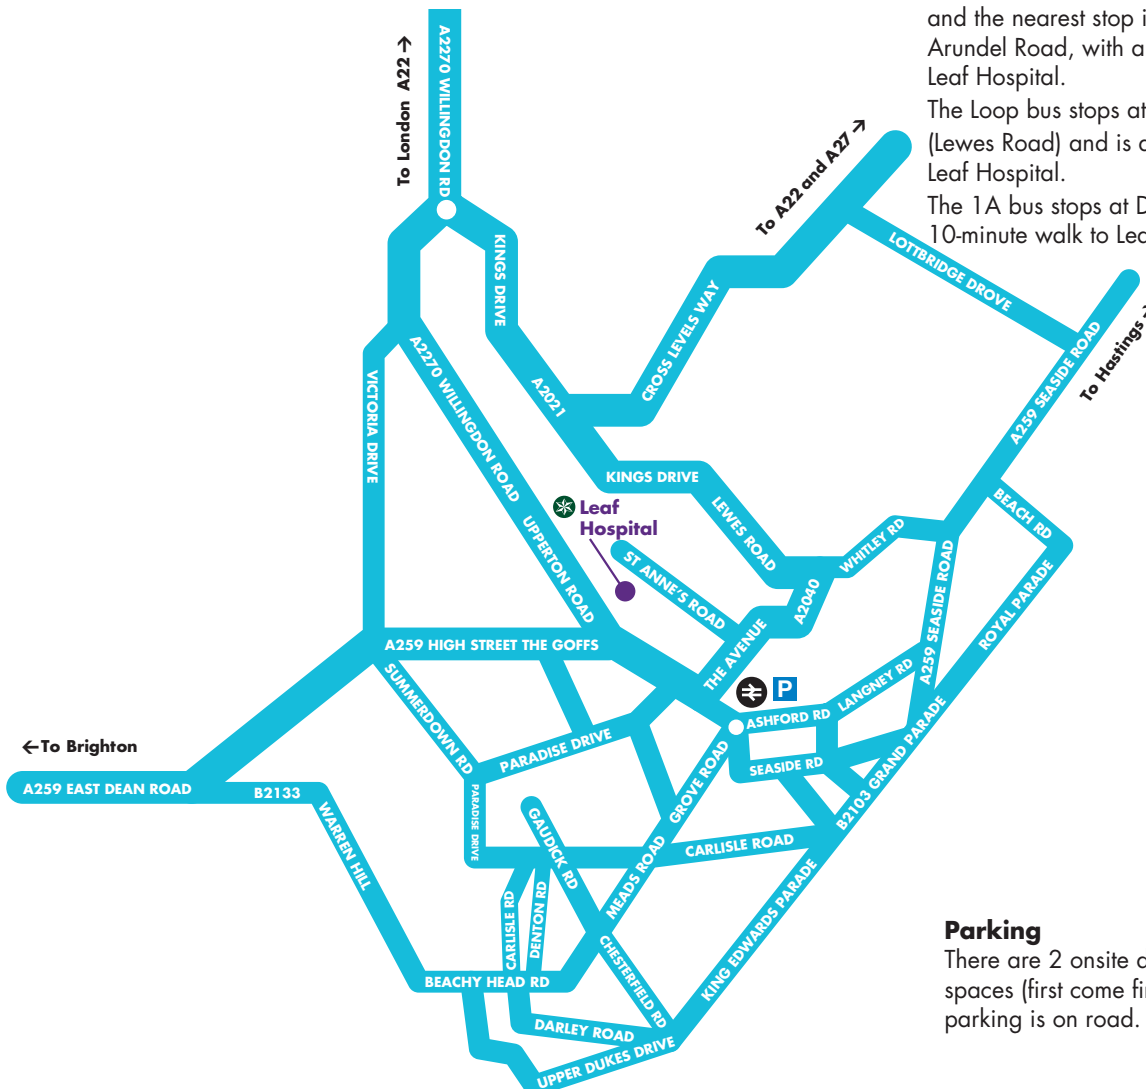 and the nearest stop i
Arundel Road, with a
Leaf Hospital.
The Loop bus stops at
(Lewes Road) and is a
Leaf Hospital.
The 1A bus stops at D
10-minute walk to Lea
To London A22 →
A2270 WILLINGDON RD
To A22 and A27 →
LOTTBRIDGE DROVE
KINGS DRIVE
CROSS LEVELS WAY
To Hastings
A259 SEASIDE ROAD
A2270 WILLINGDON ROAD
A2021
VICTORIA DRIVE
KINGS DRIVE
BEACH RD
Leaf
Hospital
UPPERTON ROAD
LEWES ROAD
WHITLEY RD
ST ANNE'S ROAD
A2040
A259 SEASIDE ROAD
ROYAL PARADE
A259 HIGH STREET THE GOFFS
THE AVENUE
SUMMERDOWN RD
P
LANGNEY RD
ASHFORD RD
PARADISE DRIVE
←To Brighton
SEASIDE RD
A259 EAST DEAN ROAD
B2133
GROVE ROAD
B2103 GRAND PARADE
PARADISE DRIVE
WARREN HILL
GAUDICK RD
CARLISLE ROAD
MEADS ROAD
CARLISLE RD
DENTON RD
KING EDWARDS PARADE
CHESTERFIELD RD
BEACHY HEAD RD
DARLEY ROAD
UPPER DUKES DRIVE
Parking
There are 2 onsite
spaces (first come fi
parking is on road.